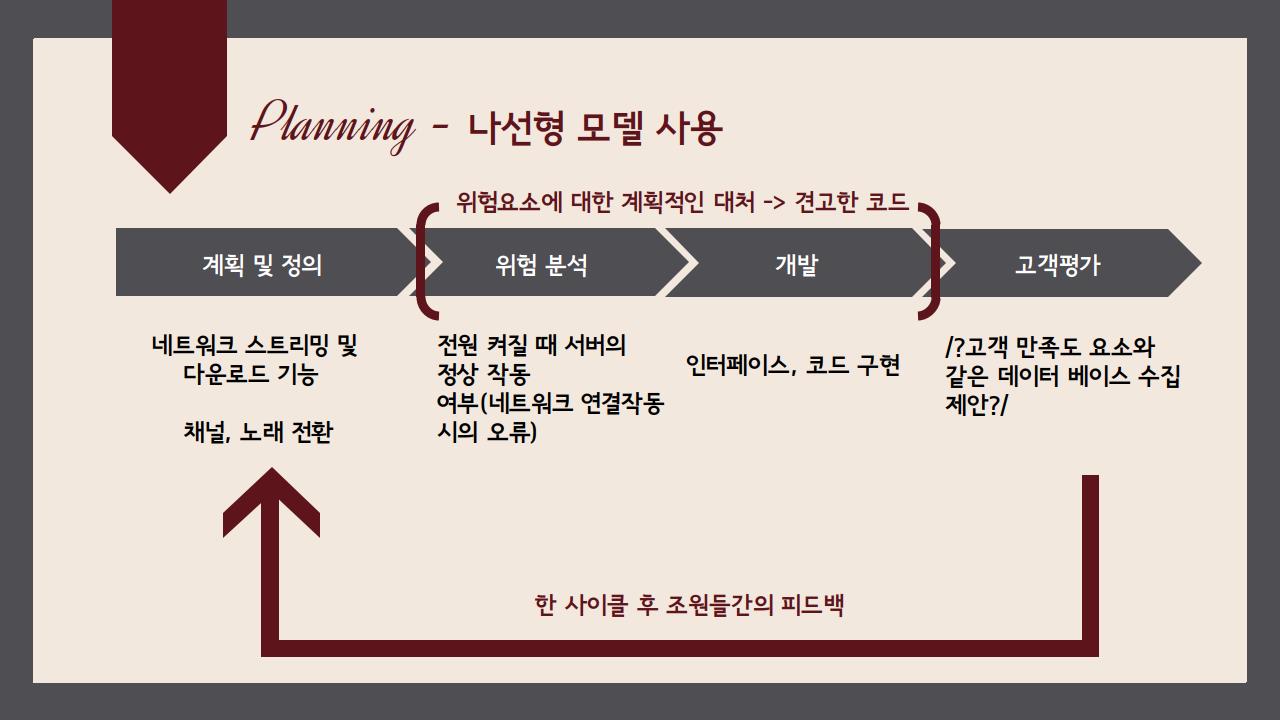 Planning - 나선형 모델 사용
위험요소에 대한 계획적인 대처 -> 견고한 코드
계획 및 정의
위험 분석
개발
고객평가
네트워크 스트리밍 및
다운로드 기능
채널, 노래 전환
전원 켜질 때 서버의
정상 작동
여부(네트워크 연결작동
시의 오류)
인터페이스, 코드 구현
/?고객 만족도 요소와
같은 데이터 베이스 수집
제안?/
한 사이클 후 조원들간의 피드백